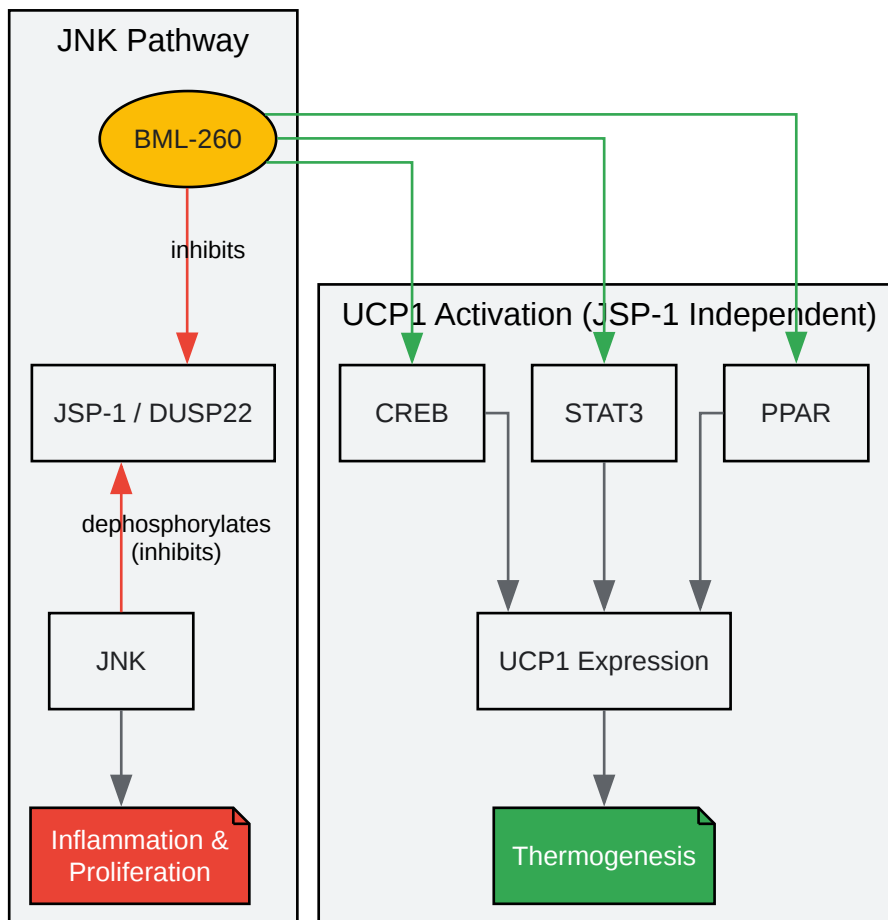 JNK Pathway
BML-260
inhibits
UCP1 Activation (JSP-1 Independent)
JSP-1 / DUSP22
CREB
STAT3
PPAR
dephosphorylates
(inhibits)
JNK
UCP1 Expression
Inflammation &
Proliferation
Thermogenesis